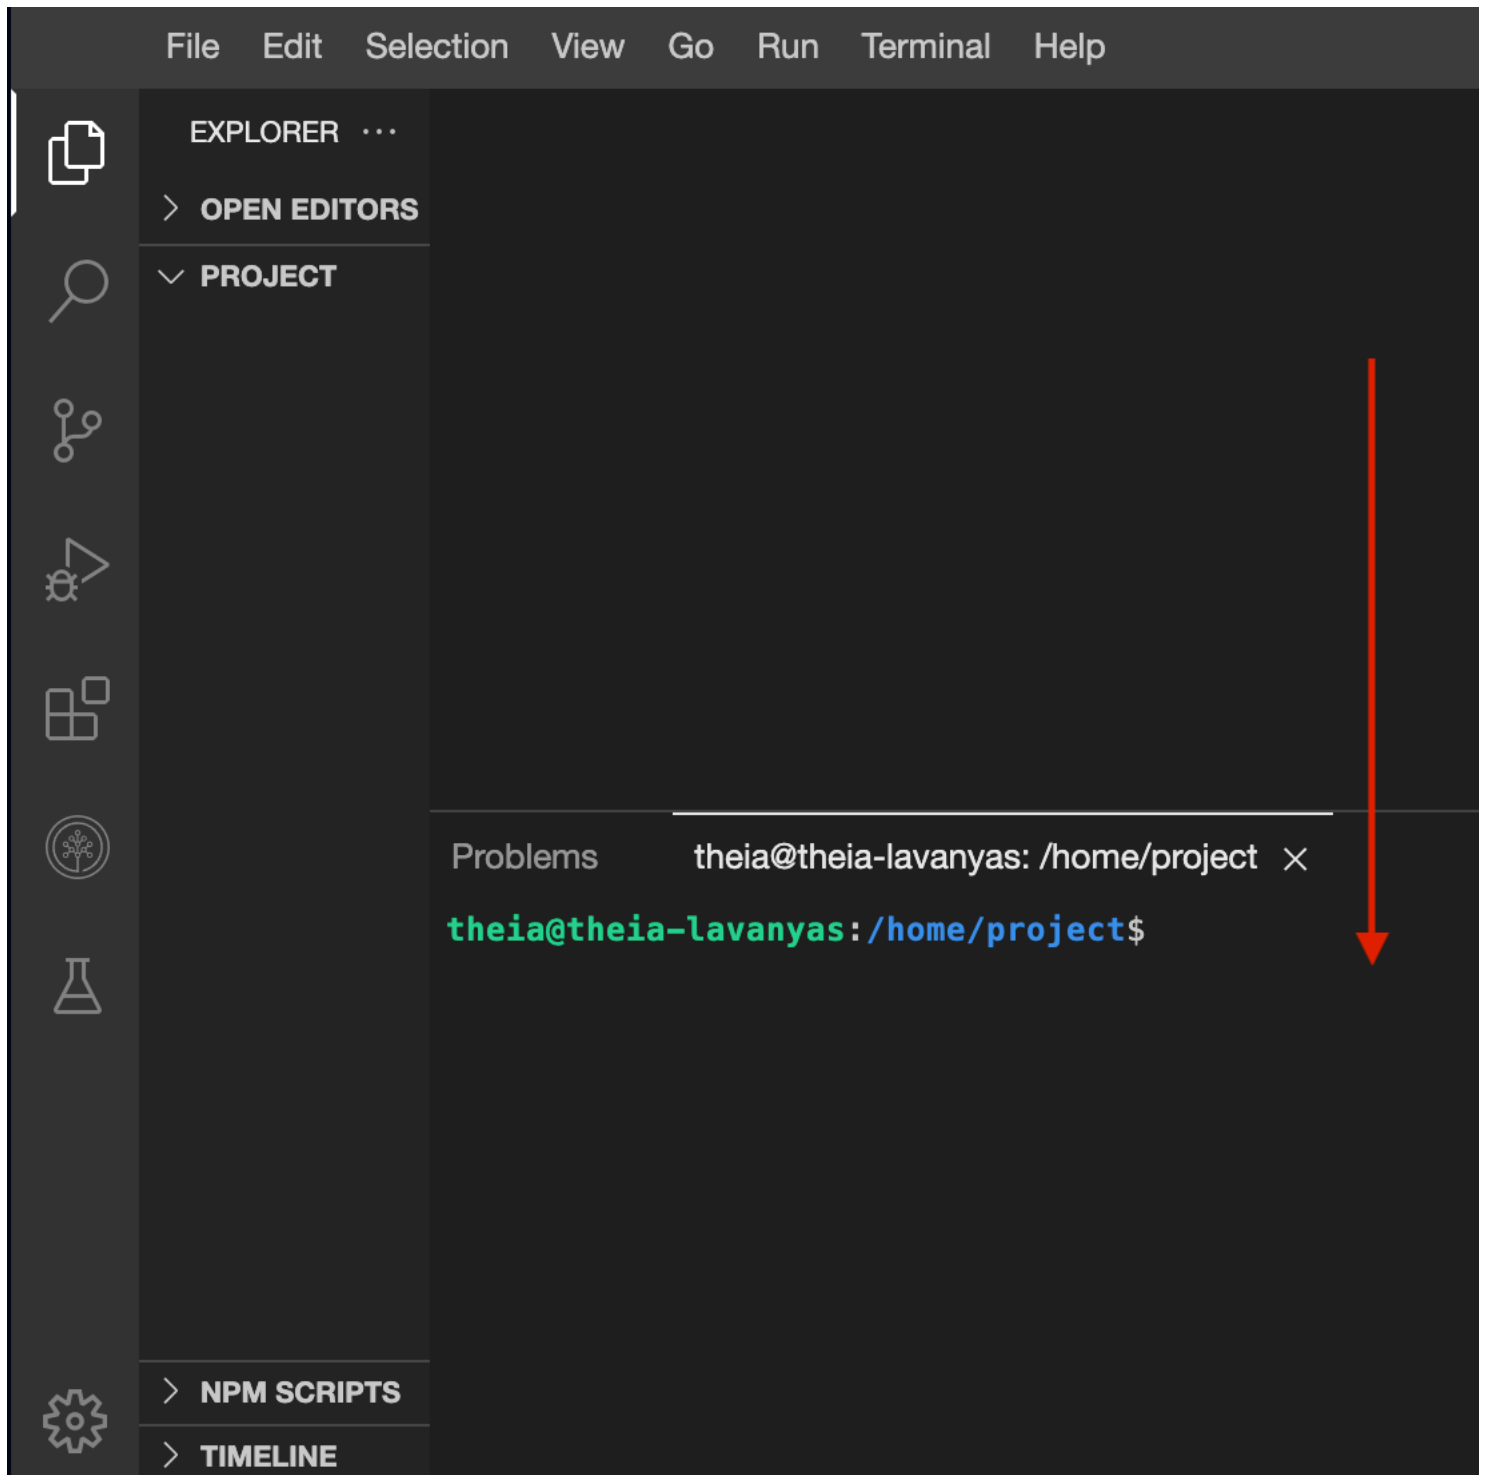 File Edit Selection View Go Run Terminal Help
EXPLORER ···
OPEN EDITORS
PROJECT
Problems theia@theia-lavanyas: /home/project ×
theia@theia-lavanyas:/home/project$
NPM SCRIPTS
TIMELINE